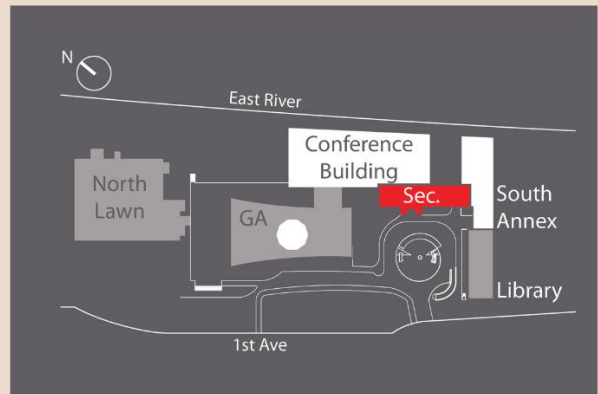 N
East River
Conference
Building
North
Lawn
GA
Sec.
South
Annex
Library
1st Ave